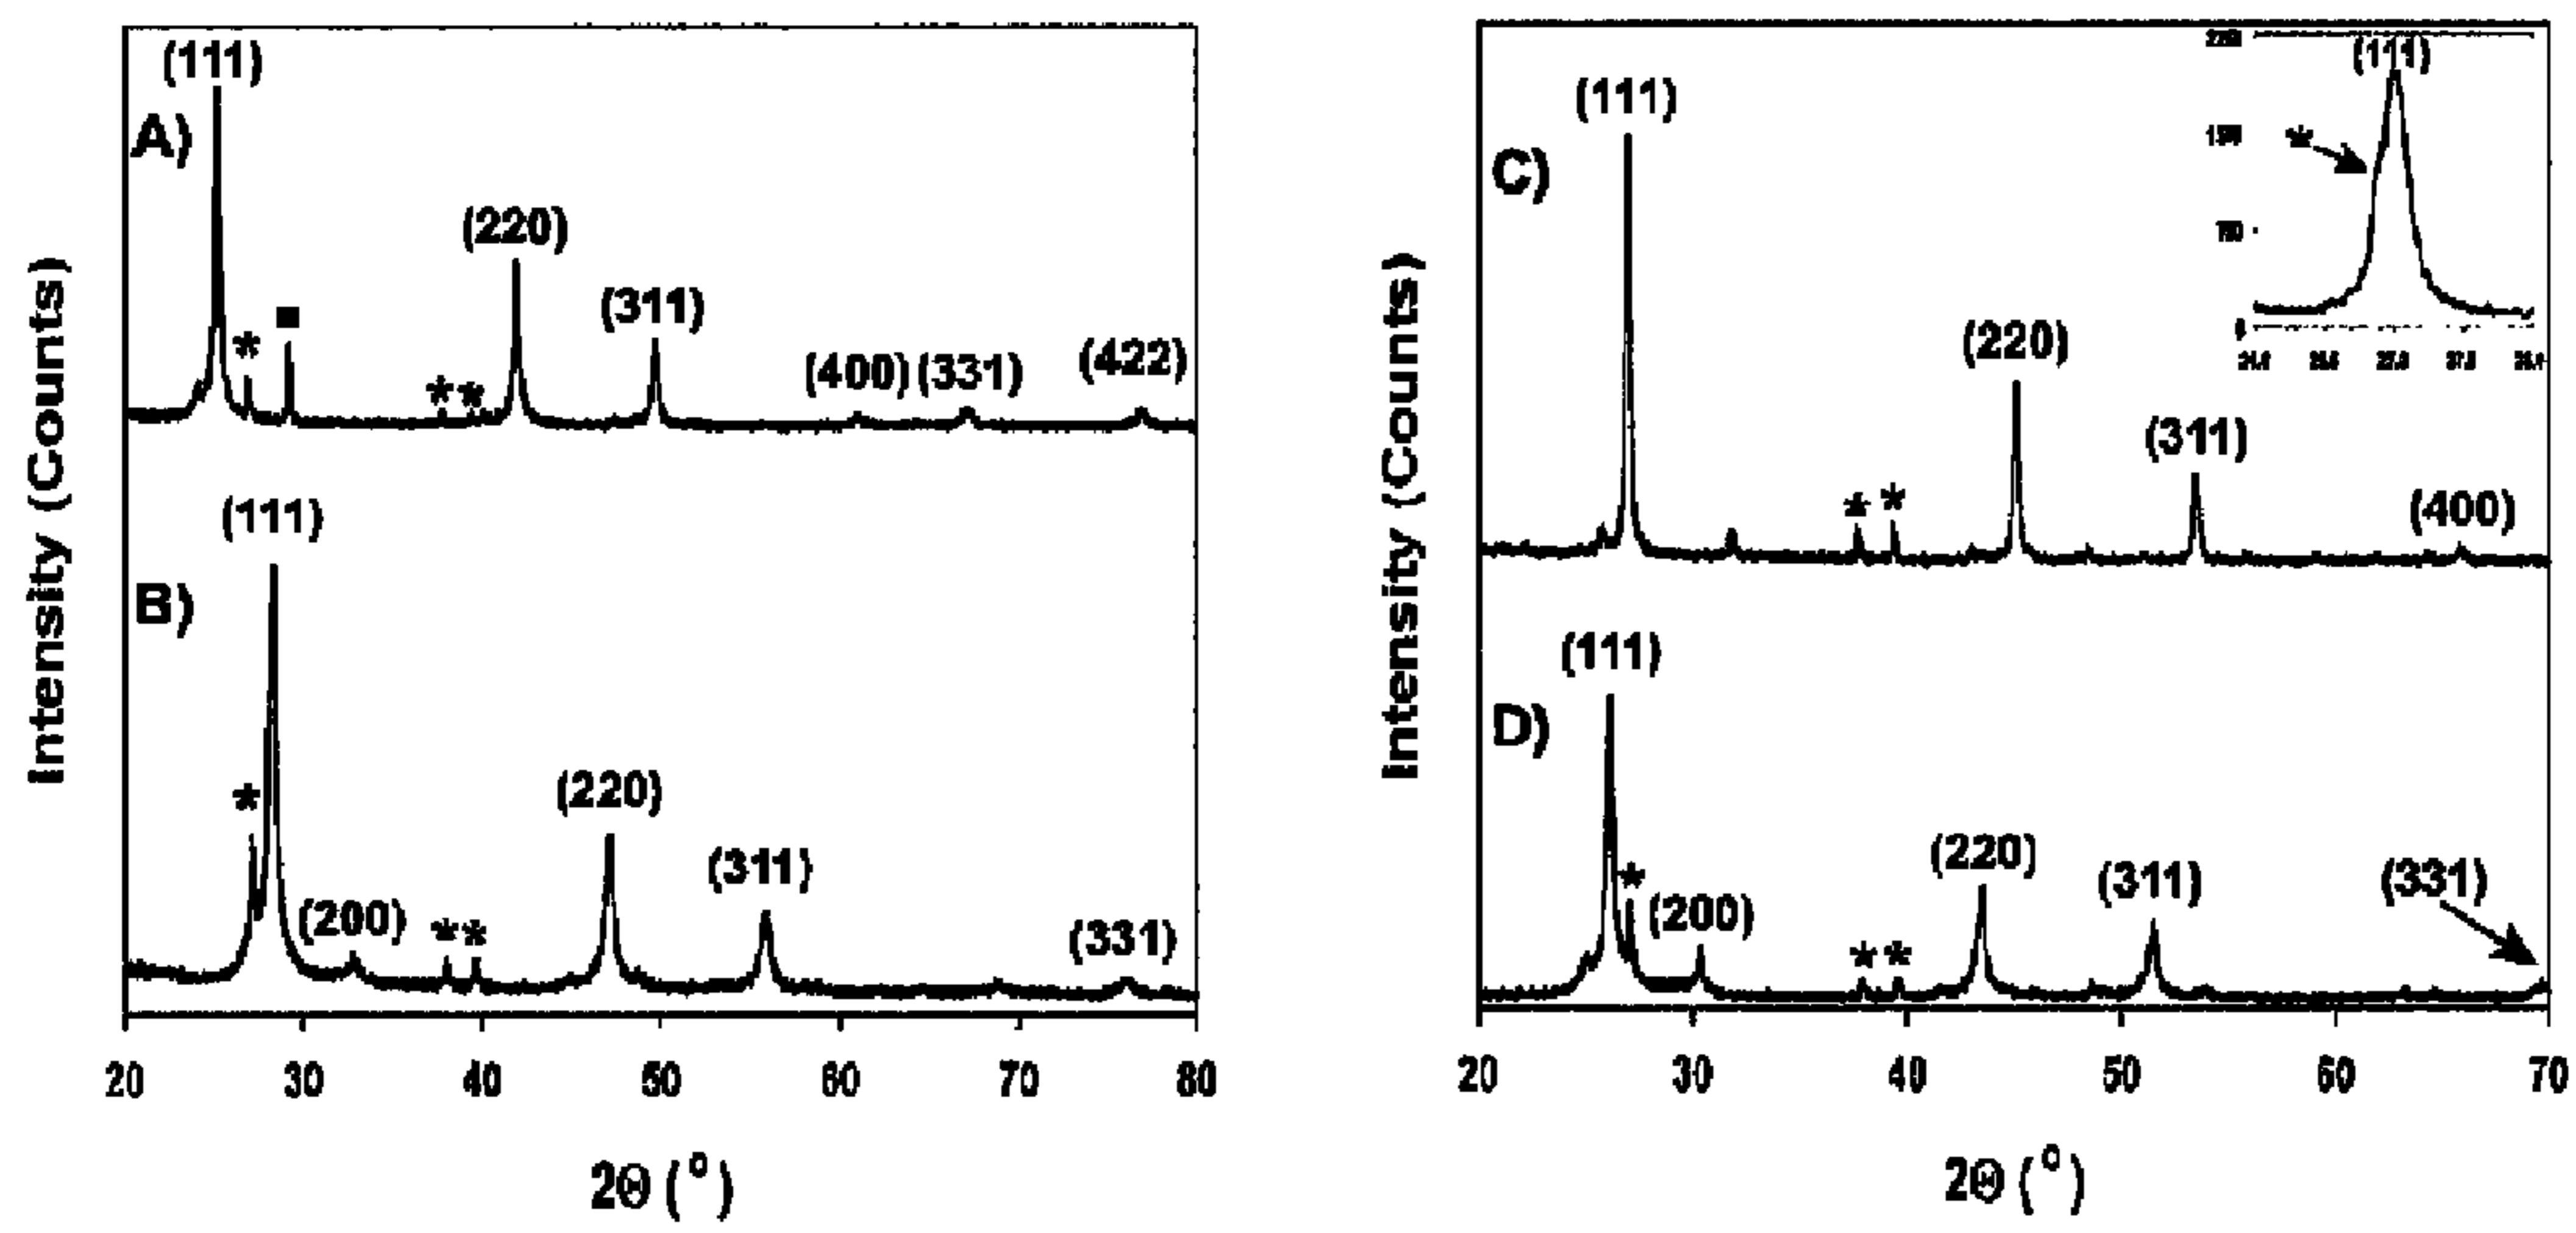 Intensity (Counts)
A)
(111)
*
■
* *
(220)
(311)
(400) (331)
(422)
B)
(111)
*
(200)
* *
(220)
(311)
(331)
20 30 40 50 60 70 80
2Θ (°)
Intensity (Counts)
C)
(111)
* *
(220)
(311)
(400)
(111)
*
D)
(111)
*
(200)
* *
(220)
(311)
(331)
20 30 40 50 60 70
2Θ (°)